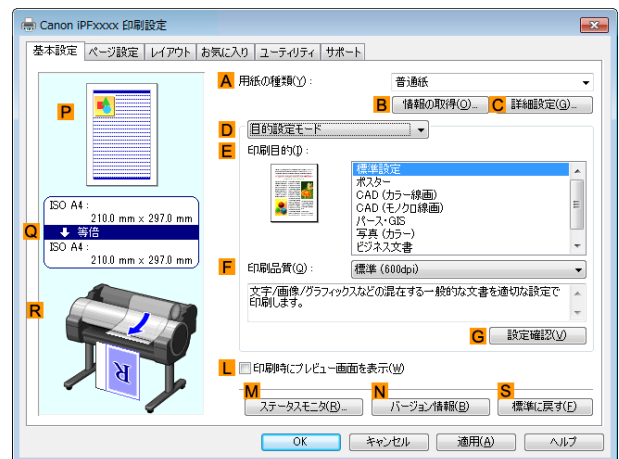 Canon iPFxxxx 印刷設定
基本設定 ページ設定 レイアウト お気に入り ユーティリティ サポート
A 用紙の種類(Y): 普通紙
B 情報の取得(O)... C 詳細設定(G)...
P
D 目的設定モード
E 印刷目的(I):
標準設定
ポスター
CAD (カラー線画)
CAD (モノクロ線画)
パース・GIS
写真 (カラー)
ビジネス文書
ISO A4:
210.0 mm x 297.0 mm
Q 等倍
ISO A4:
210.0 mm x 297.0 mm
F 印刷品質(Q): 標準 (600dpi)
文字/画像/グラフィックスなどの混在する一般的な文書を適切な設定で
印刷します。
R
G 設定確認(V)
R
L 印刷時にプレビュー画面を表示(W)
M N S
ステータスモニタ(R)... バージョン情報(B) 標準に戻す(F)
OK キャンセル 適用(A) ヘルプ